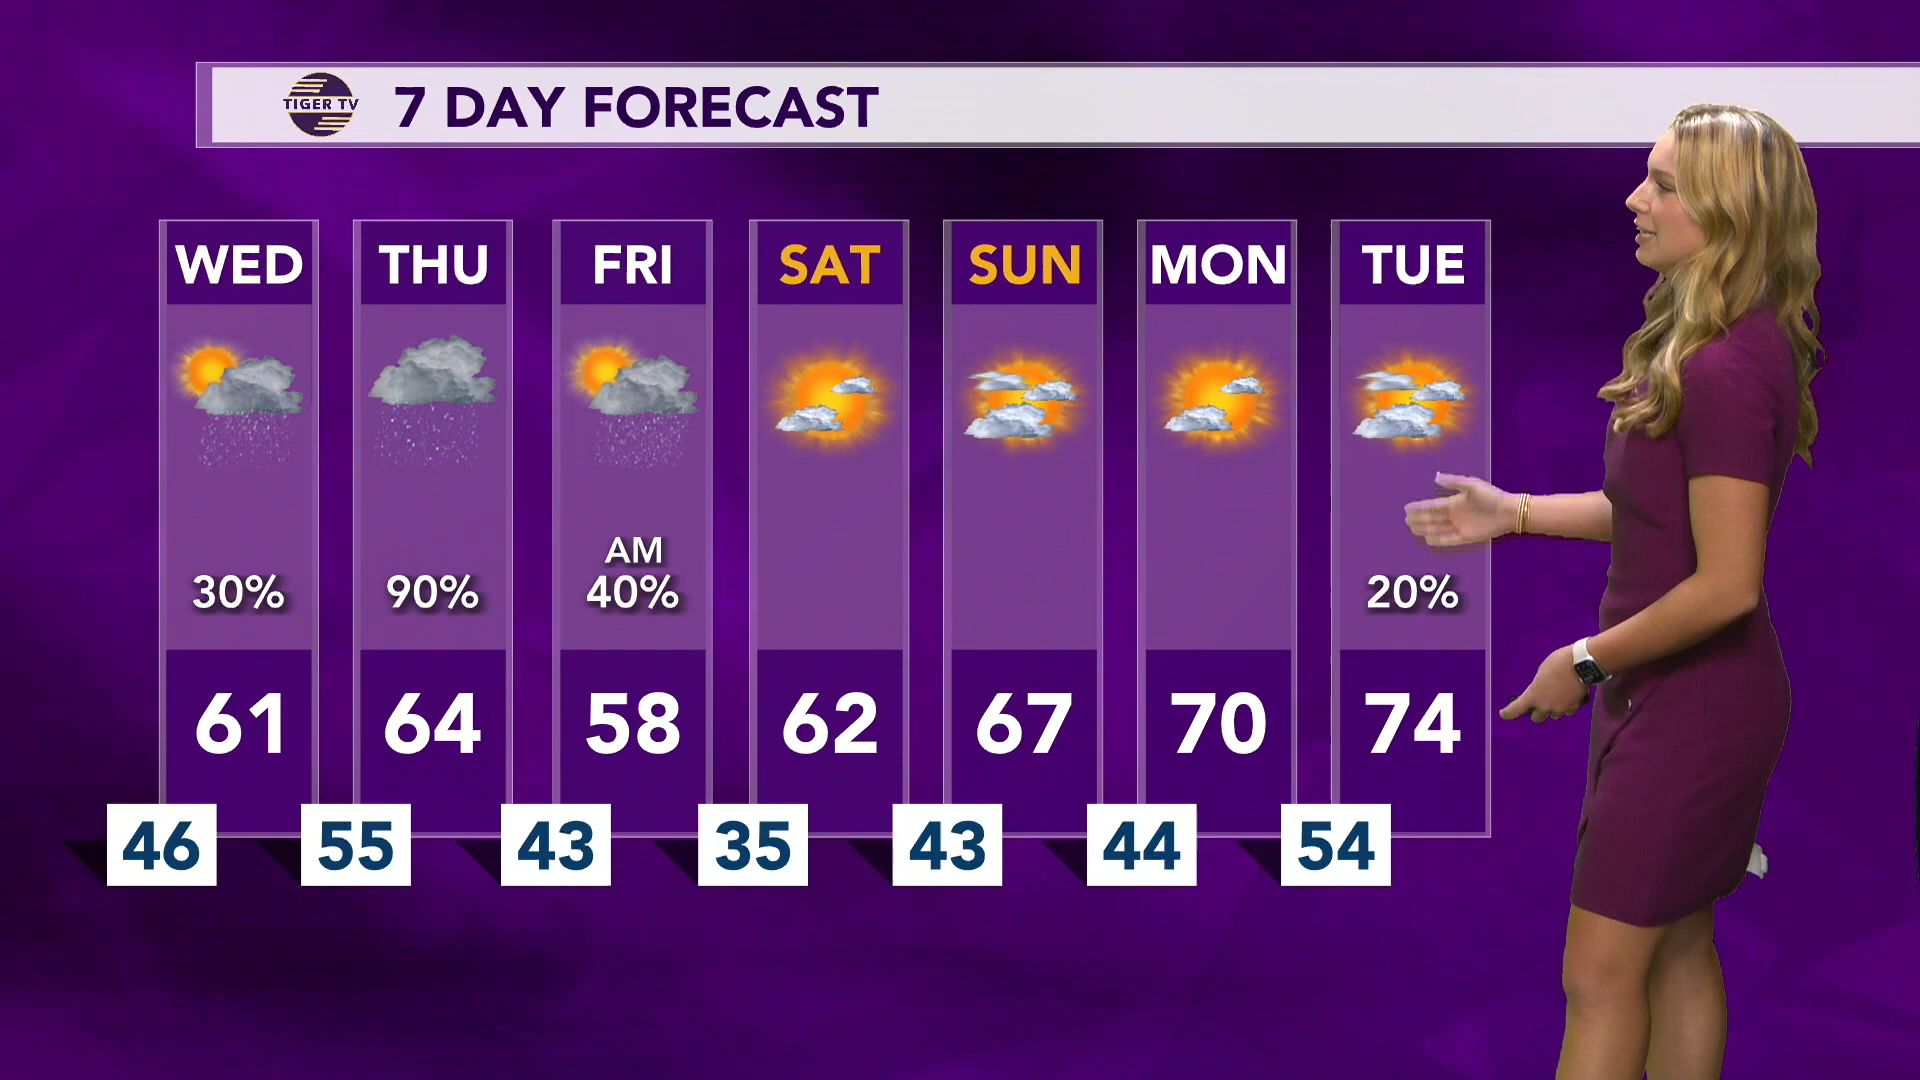 TIGER TV
7 DAY FORECAST
WED THU FRI SAT SUN MON TUE
AM
30% 90% 40% 20%
61 64 58 62 67 70 74
46 55 43 35 43 44 54